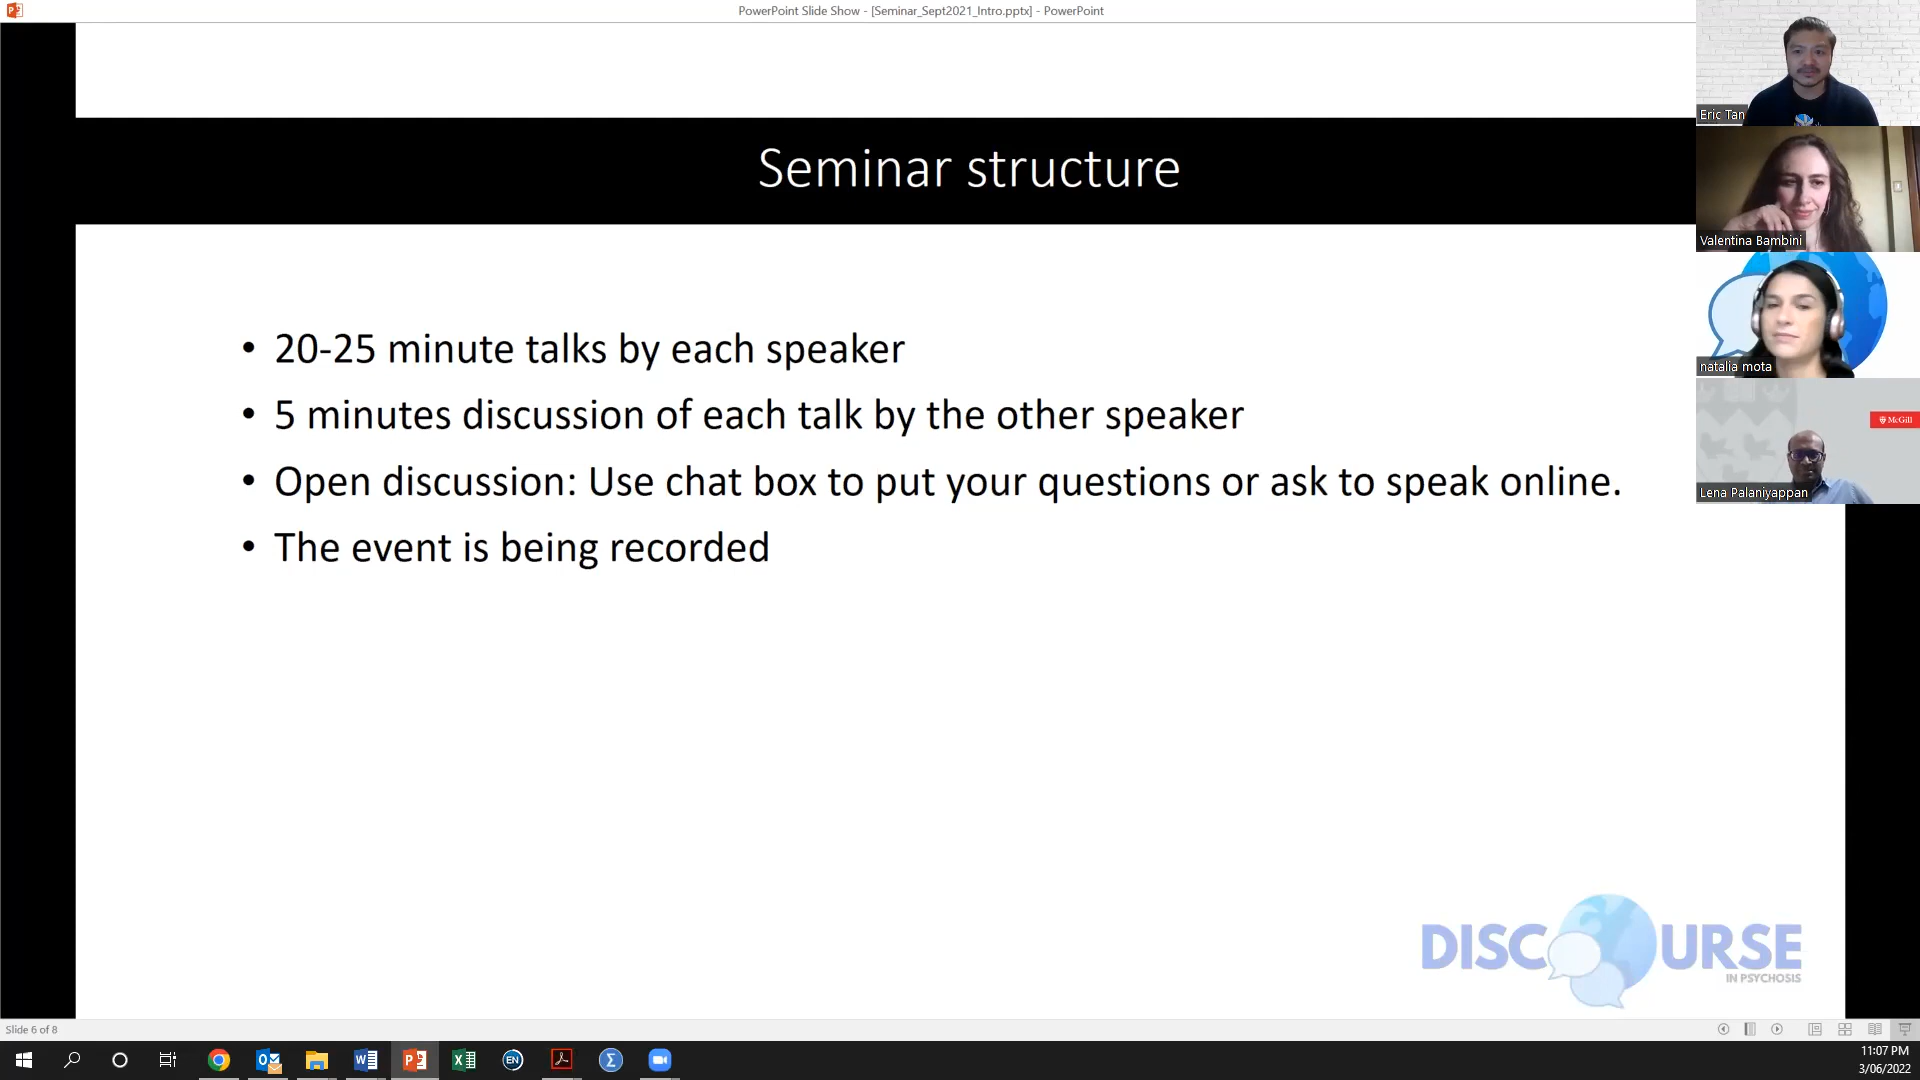 PowerPoint Slide Show - [Seminar_Sept2021_Intro.pptx] - PowerPoint
Seminar structure
• 20-25 minute talks by each speaker
• 5 minutes discussion of each talk by the other speaker
• Open discussion: Use chat box to put your questions or ask to speak online.
• The event is being recorded
Eric Tan
Valentina Bambini
natalia mota
McGill
Lena Palaniyappan
DISCOURSE
IN PSYCHOSIS
Slide 6 of 8
EN
11:07 PM
3/06/2022